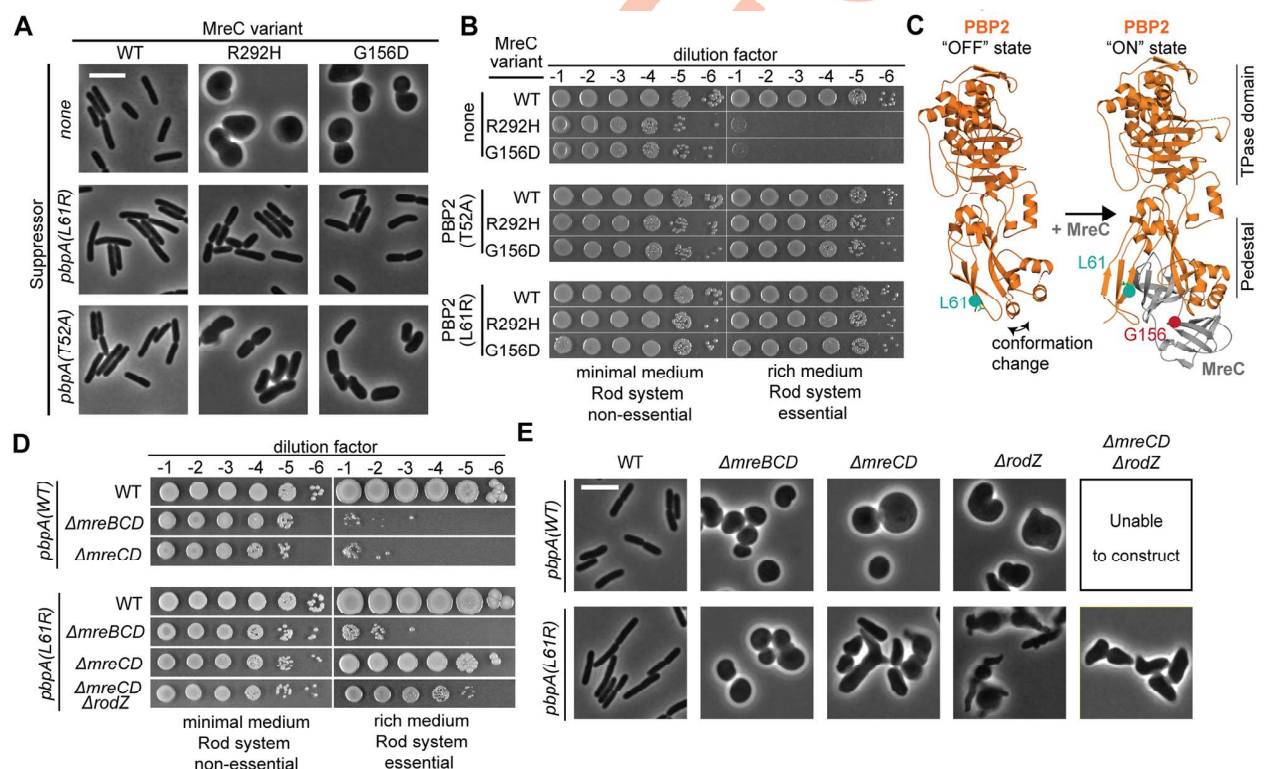 A
MreC variant
WT R292H G156D
Suppressor
none
pbpA(L61R)
pbpA(T52A)
B
MreC
variant
dilution factor
-1 -2 -3 -4 -5 -6 -1 -2 -3 -4 -5 -6
none
WT
R292H
G156D
PBP2
(T52A)
WT
R292H
G156D
PBP2
(L61R)
WT
R292H
G156D
minimal medium rich medium
Rod system Rod system
non-essential essential
C
PBP2 PBP2
"OFF" state "ON" state
TPase domain
+ MreC
Pedestal
L61
L61
G156
conformation
change
MreC
D
dilution factor
-1 -2 -3 -4 -5 -6 -1 -2 -3 -4 -5 -6
pbpA(WT)
WT
ΔmreBCD
ΔmreCD
pbpA(L61R)
WT
ΔmreBCD
ΔmreCD
ΔmreCD
ΔrodZ
minimal medium rich medium
Rod system Rod system
non-essential essential
E
WT ΔmreBCD ΔmreCD ΔrodZ ΔmreCD
ΔrodZ
pbpA(WT)
Unable
to construct
pbpA(L61R)